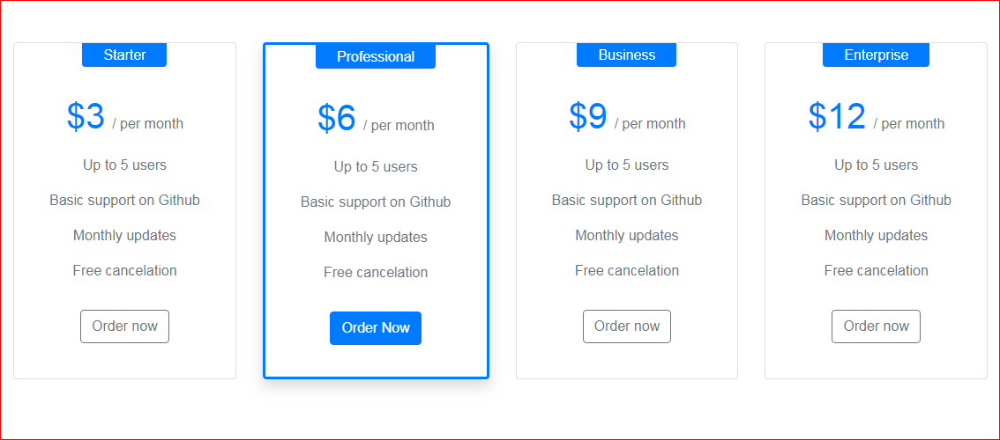 Starter
$3 / per month
Up to 5 users
Basic support on Github
Monthly updates
Free cancelation
Order now
Professional
$6 / per month
Up to 5 users
Basic support on Github
Monthly updates
Free cancelation
Order Now
Business
$9 / per month
Up to 5 users
Basic support on Github
Monthly updates
Free cancelation
Order now
Enterprise
$12 / per month
Up to 5 users
Basic support on Github
Monthly updates
Free cancelation
Order now